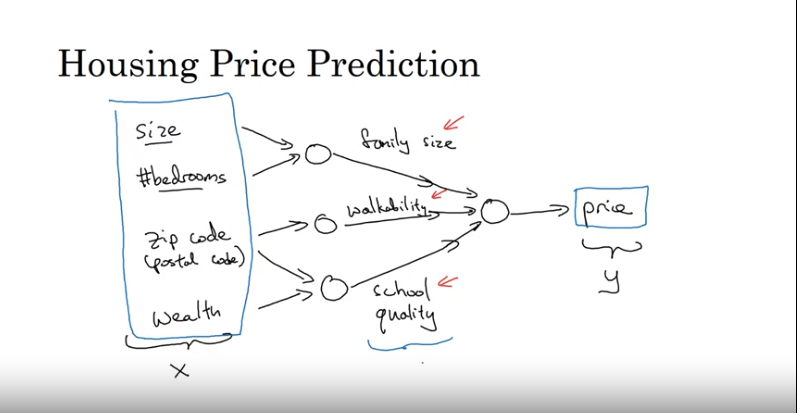 Housing Price Prediction
size
#bedrooms
zip code
(postal code)
wealth
x
family size
walkability
school
quality
price
y